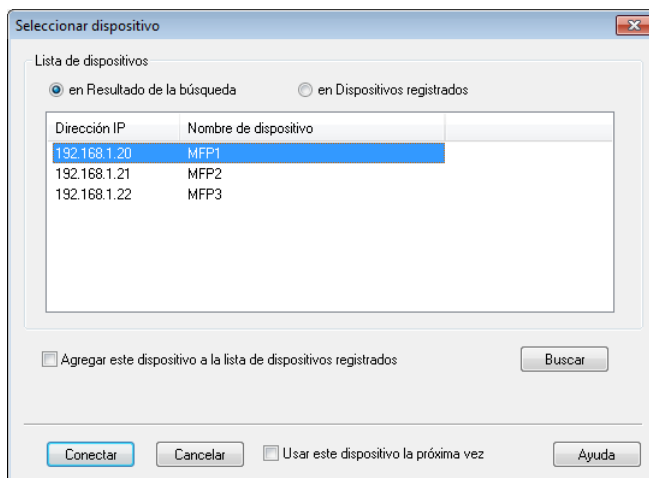 Seleccionar dispositivo
Lista de dispositivos
en Resultado de la búsqueda en Dispositivos registrados
Dirección IP Nombre de dispositivo
192.168.1.20 MFP1
192.168.1.21 MFP2
192.168.1.22 MFP3
Agregar este dispositivo a la lista de dispositivos registrados Buscar
Conectar Cancelar Usar este dispositivo la próxima vez Ayuda